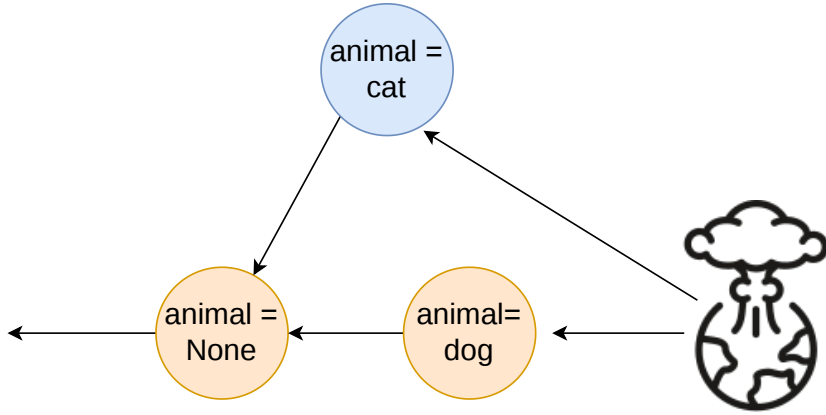 animal =
cat
animal =
None
animal=
dog